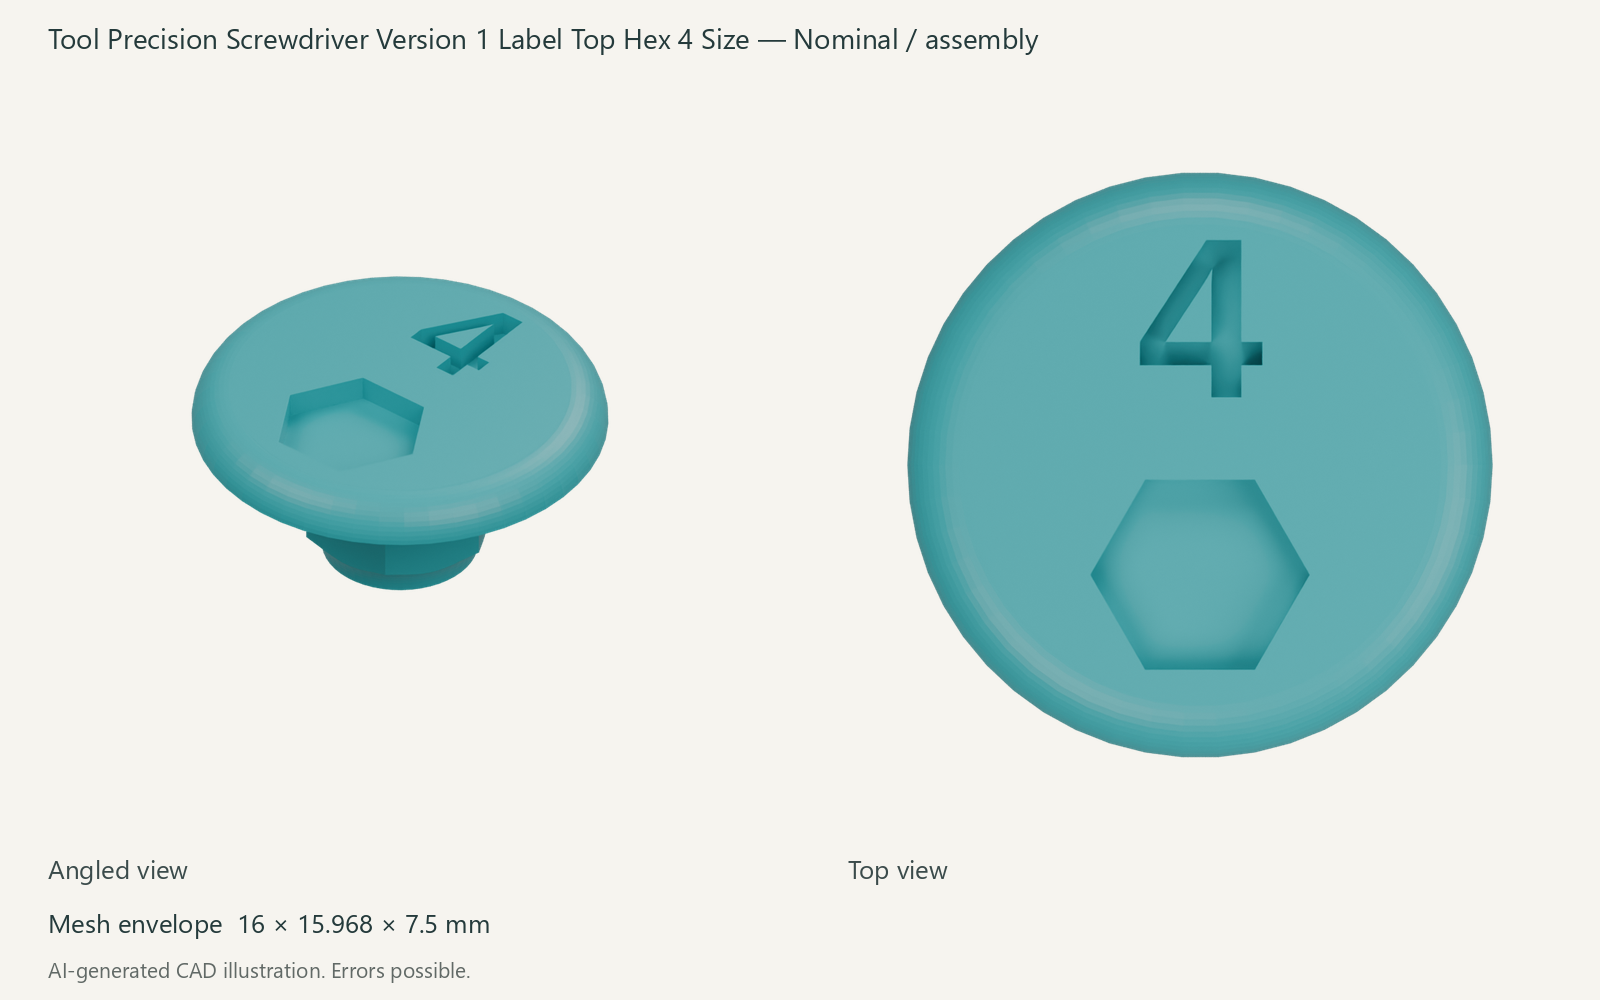 Tool Precision Screwdriver Version 1 Label Top Hex 4 Size — Nominal / assembly
4
4
Angled view
Top view
Mesh envelope  16 × 15.968 × 7.5 mm
AI-generated CAD illustration. Errors possible.